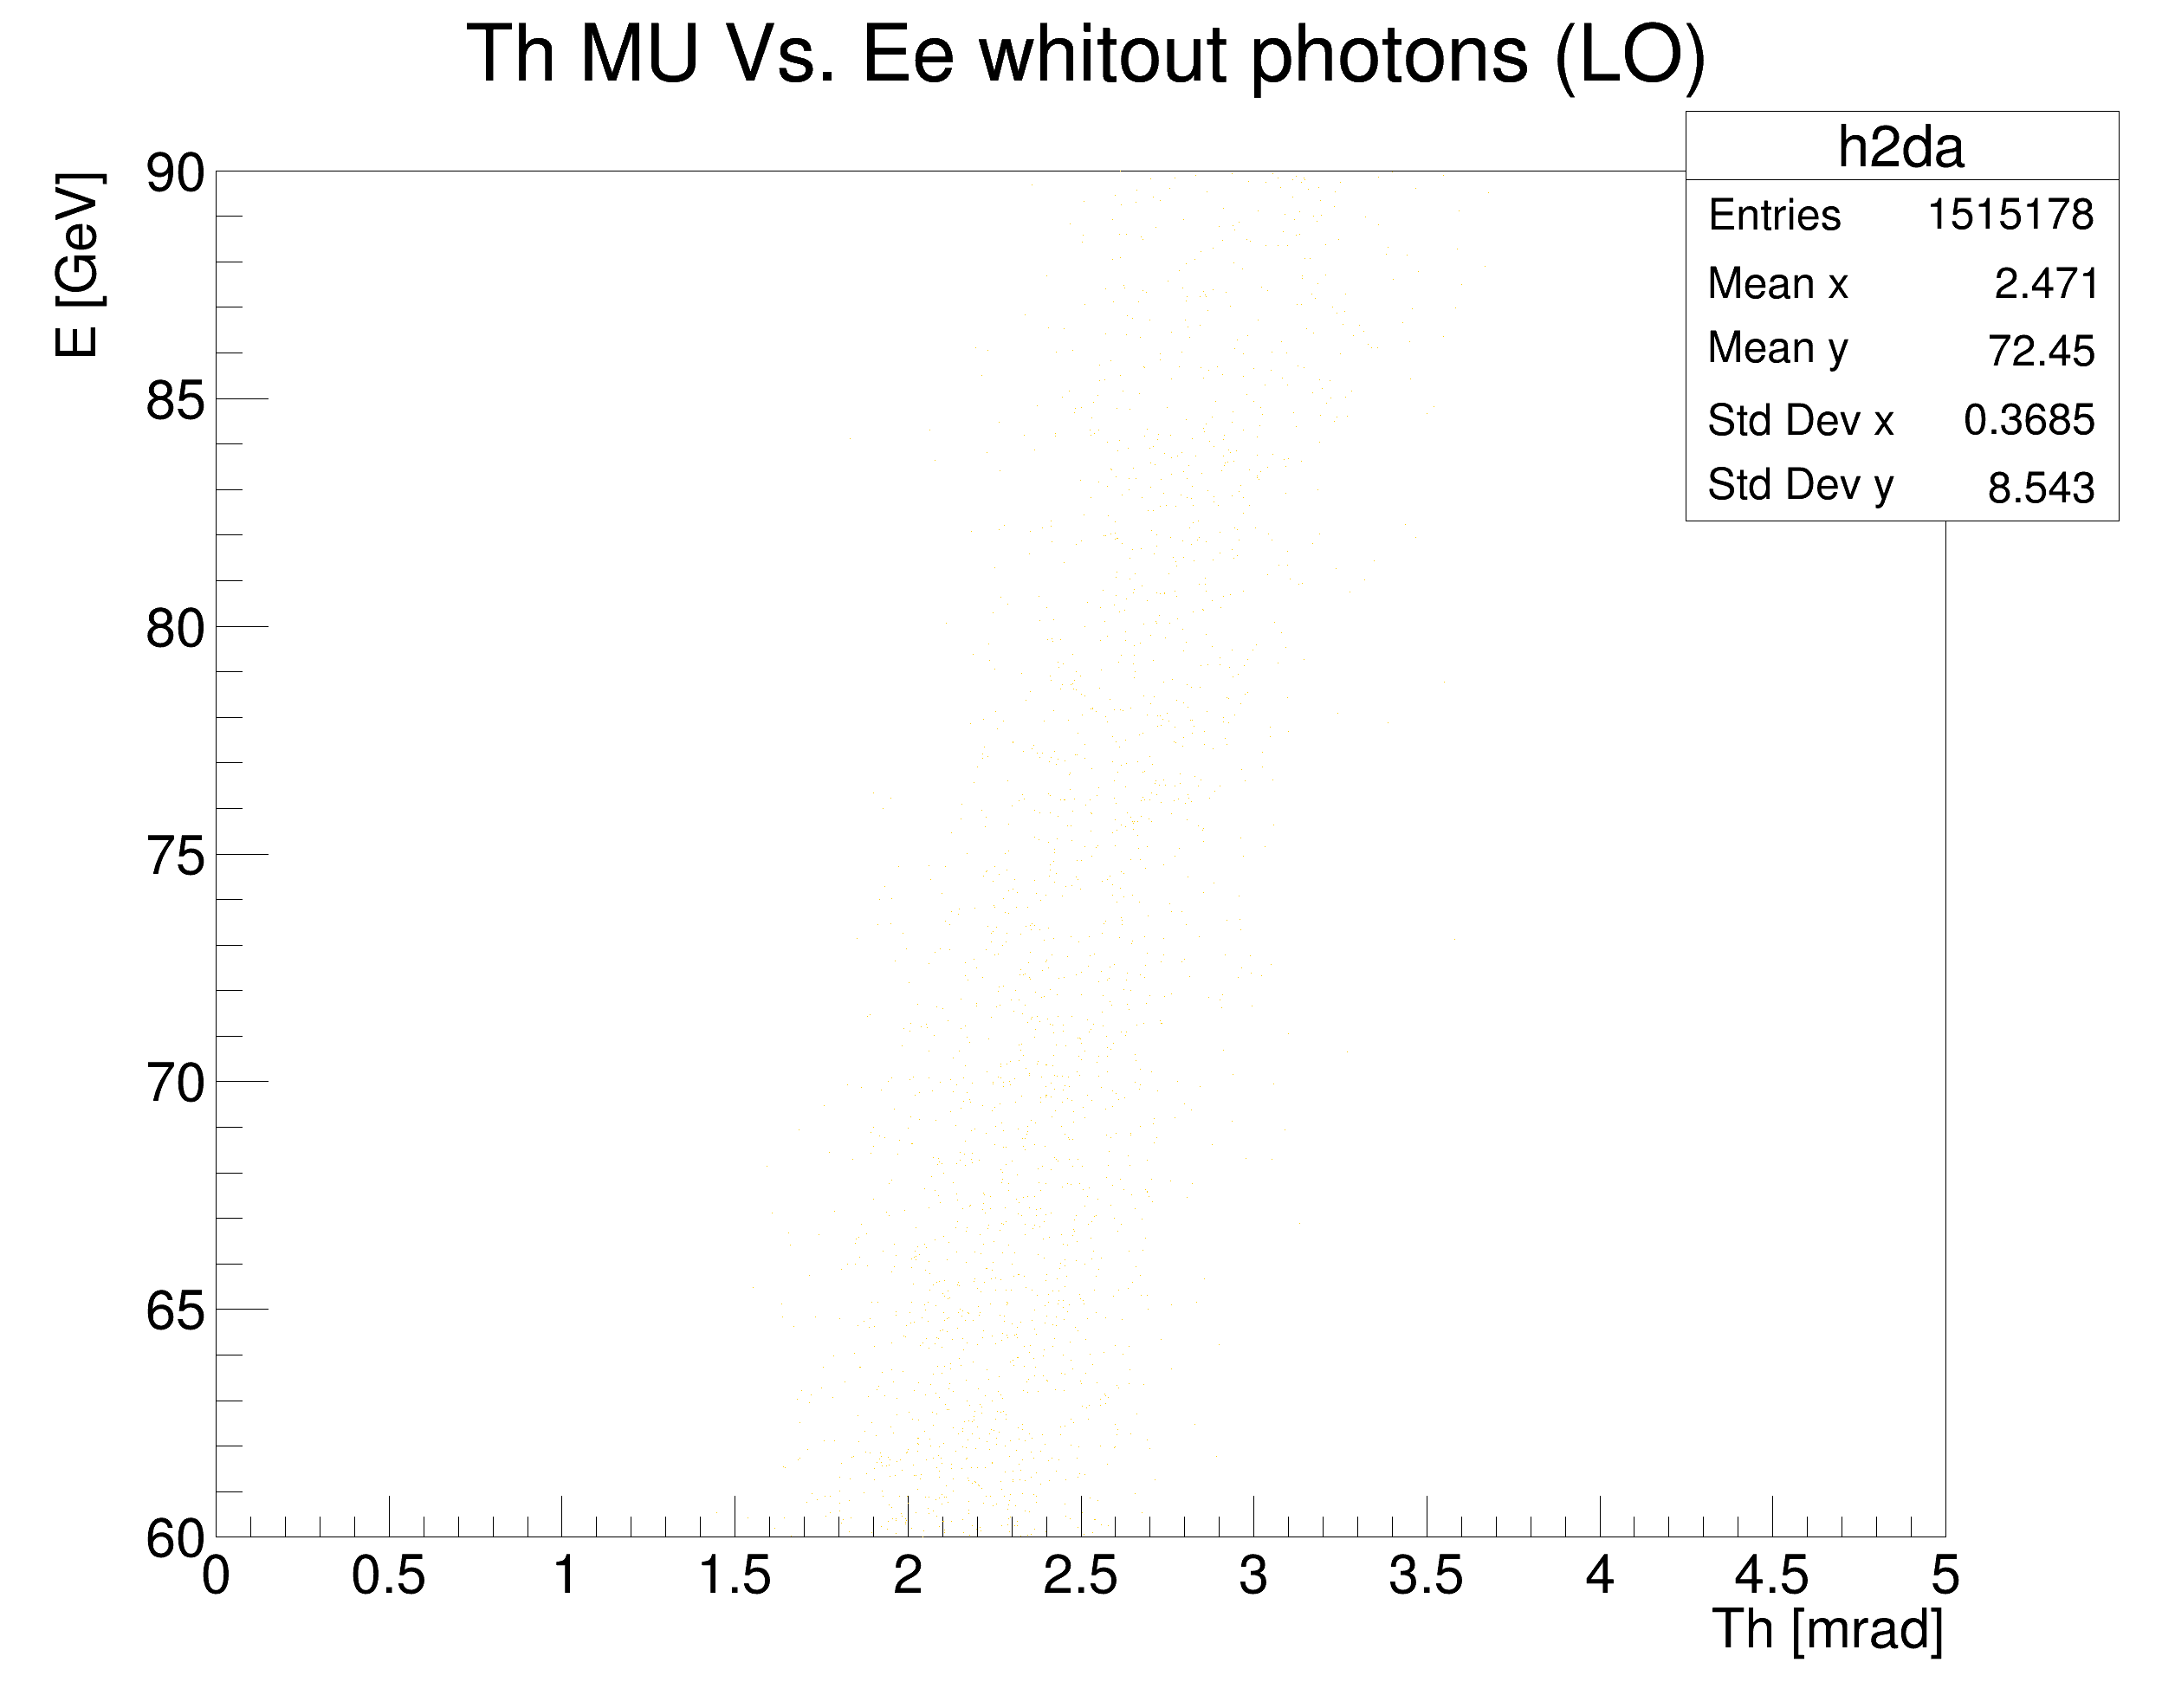 Th MU Vs. Ee whitout photons (LO)
h2da
Entries 1515178
Mean x 2.471
Mean y 72.45
Std Dev x 0.3685
Std Dev y 8.543
E [GeV]
90
85
80
75
70
65
60
0 0.5 1 1.5 2 2.5 3 3.5 4 4.5 5
Th [mrad]